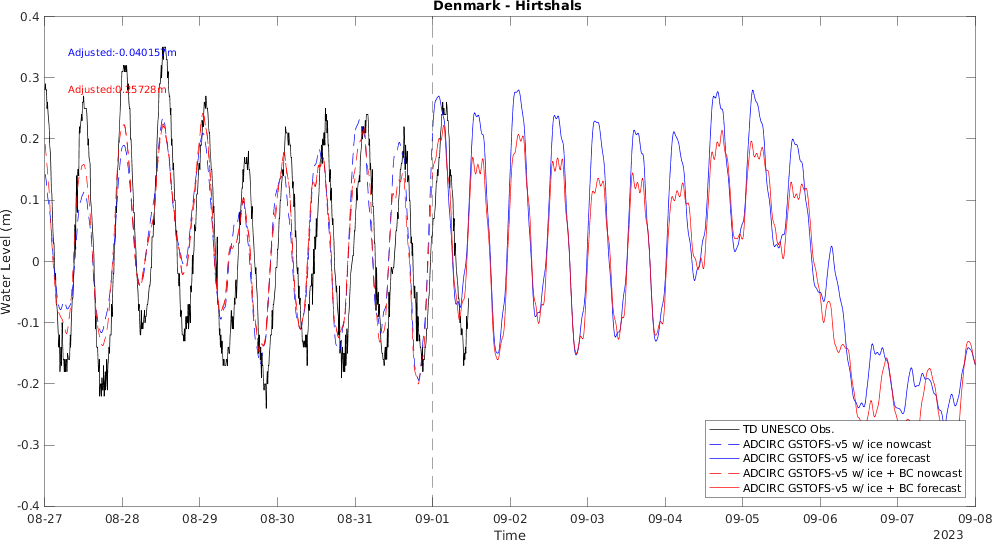 Denmark - Hirtshals
0.4
0.3
0.2
0.1
0
-0.1
-0.2
-0.3
-0.4
Water Level (m)
Adjusted:-0.040157m
Adjusted:0.25728m
TD UNESCO Obs.
ADCIRC GSTOFS-v5 w/ ice nowcast
ADCIRC GSTOFS-v5 w/ ice forecast
ADCIRC GSTOFS-v5 w/ ice + BC nowcast
ADCIRC GSTOFS-v5 w/ ice + BC forecast
08-27 08-28 08-29 08-30 08-31 09-01 09-02 09-03 09-04 09-05 09-06 09-07 09-08
Time
2023